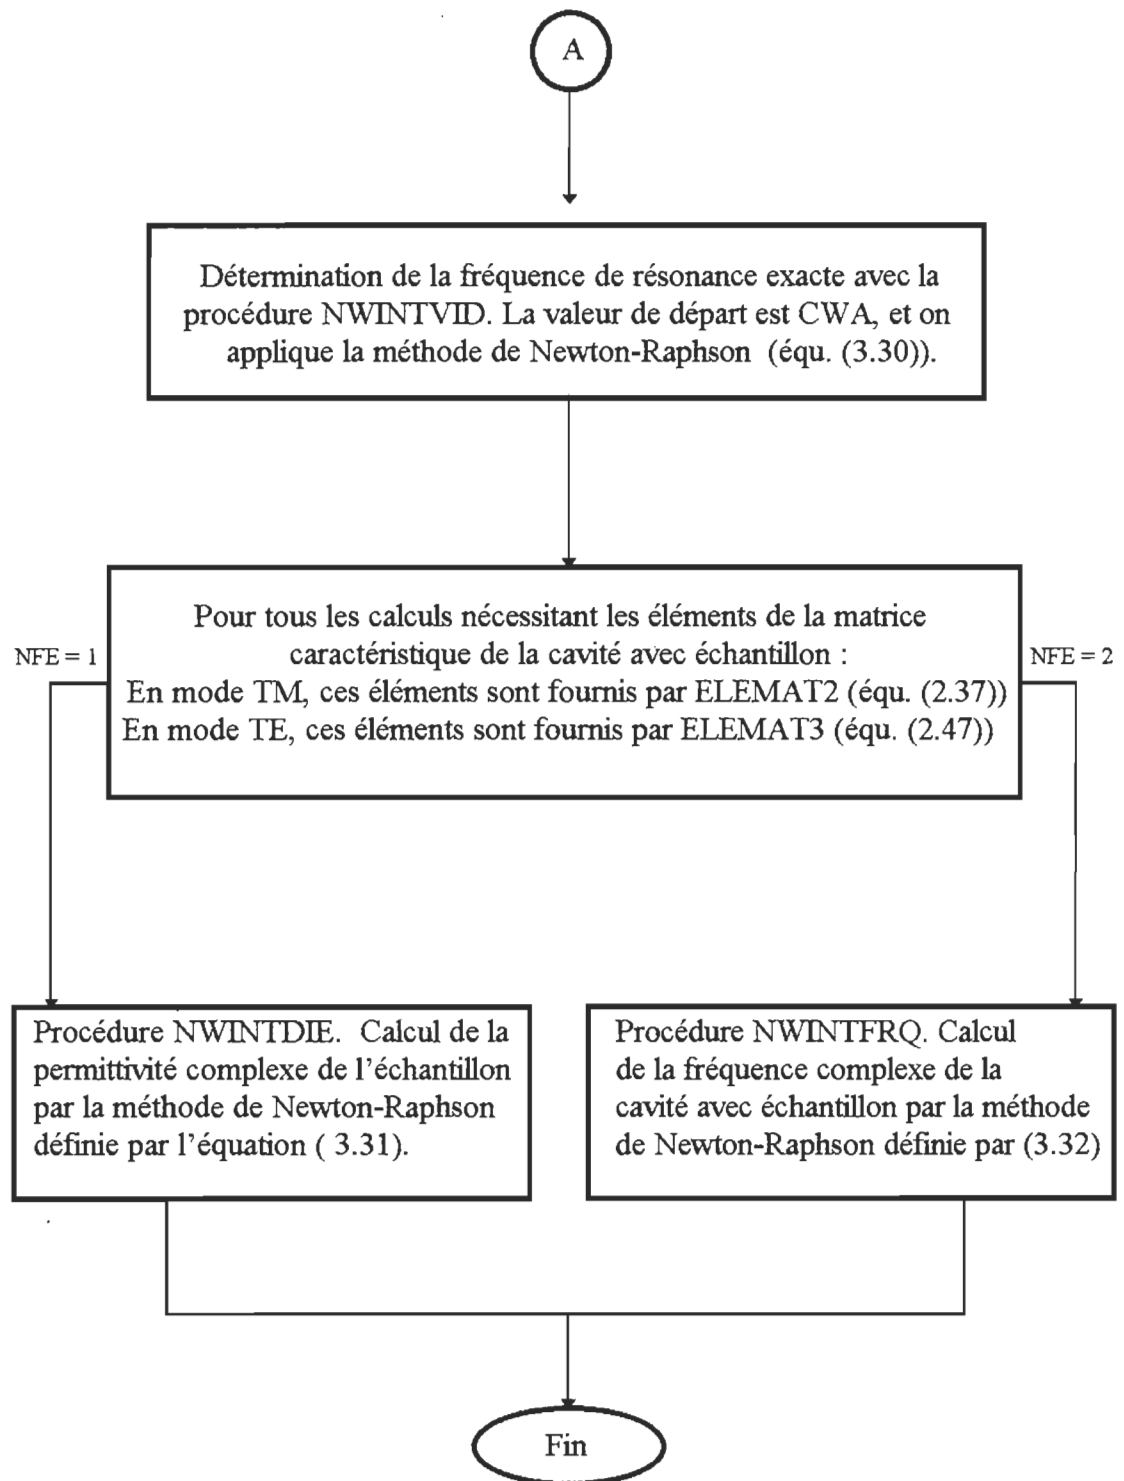 A
Détermination de la fréquence de résonance exacte avec la
procédure NWINTVID. La valeur de départ est CWA, et on
applique la méthode de Newton-Raphson (équ. (3.30)).
Pour tous les calculs nécessitant les éléments de la matrice
caractéristique de la cavité avec échantillon :
En mode TM, ces éléments sont fournis par ELEMAT2 (équ. (2.37))
En mode TE, ces éléments sont fournis par ELEMAT3 (équ. (2.47))
NFE = 1
NFE = 2
Procédure NWINTDIE. Calcul de la
permittivité complexe de l'échantillon
par la méthode de Newton-Raphson
définie par l'équation ( 3.31).
Procédure NWINTFRQ. Calcul
de la fréquence complexe de la
cavité avec échantillon par la méthode
de Newton-Raphson définie par (3.32)
Fin